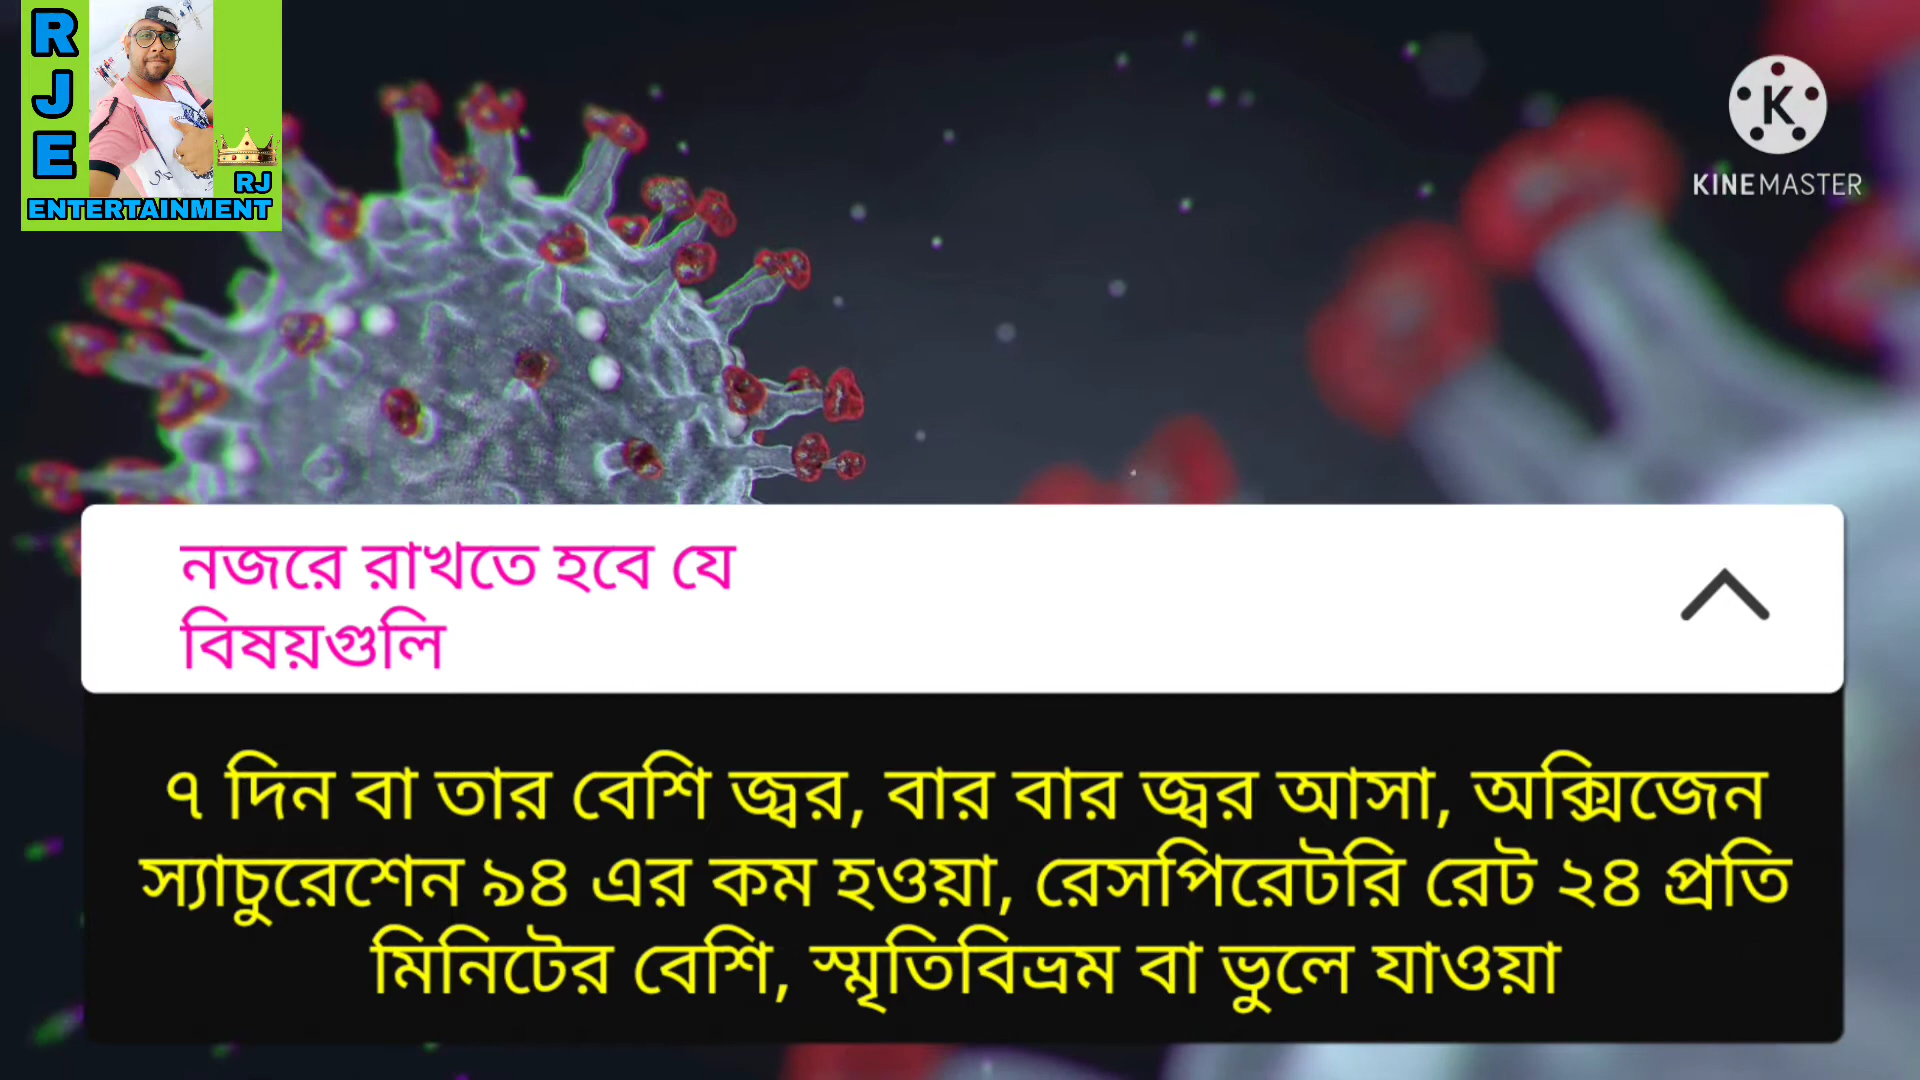 R
J
E
RJ
ENTERTAINMENT
K
KINEMASTER
নজরে রাখতে হবে যে
বিষয়গুলি
৭ দিন বা তার বেশি জ্বর, বার বার জ্বর আসা, অক্সিজেন
স্যাচুরেশেন ৯৪ এর কম হওয়া, রেসপিরেটরি রেট ২৪ প্রতি
মিনিটের বেশি, স্মৃতিবিভ্রম বা ভুলে যাওয়া